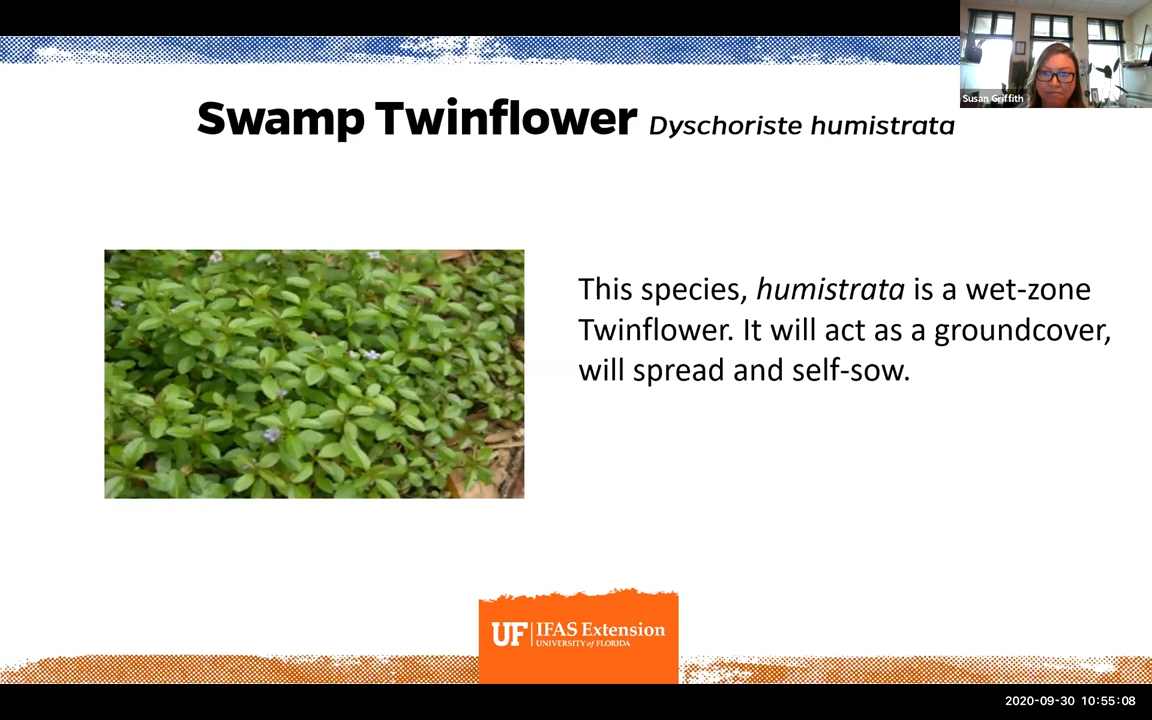 Susan Griffith
Swamp Twinflower Dyschoriste humistrata
This species, humistrata is a wet-zone
Twinflower. It will act as a groundcover,
will spread and self-sow.
UF IFAS Extension
UNIVERSITY of FLORIDA
2020-09-30 10:55:08